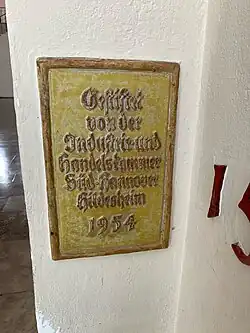 Gestiftet
von der
Industrie und
Handelskammer
Süd-Hannover
Hildesheim
1954